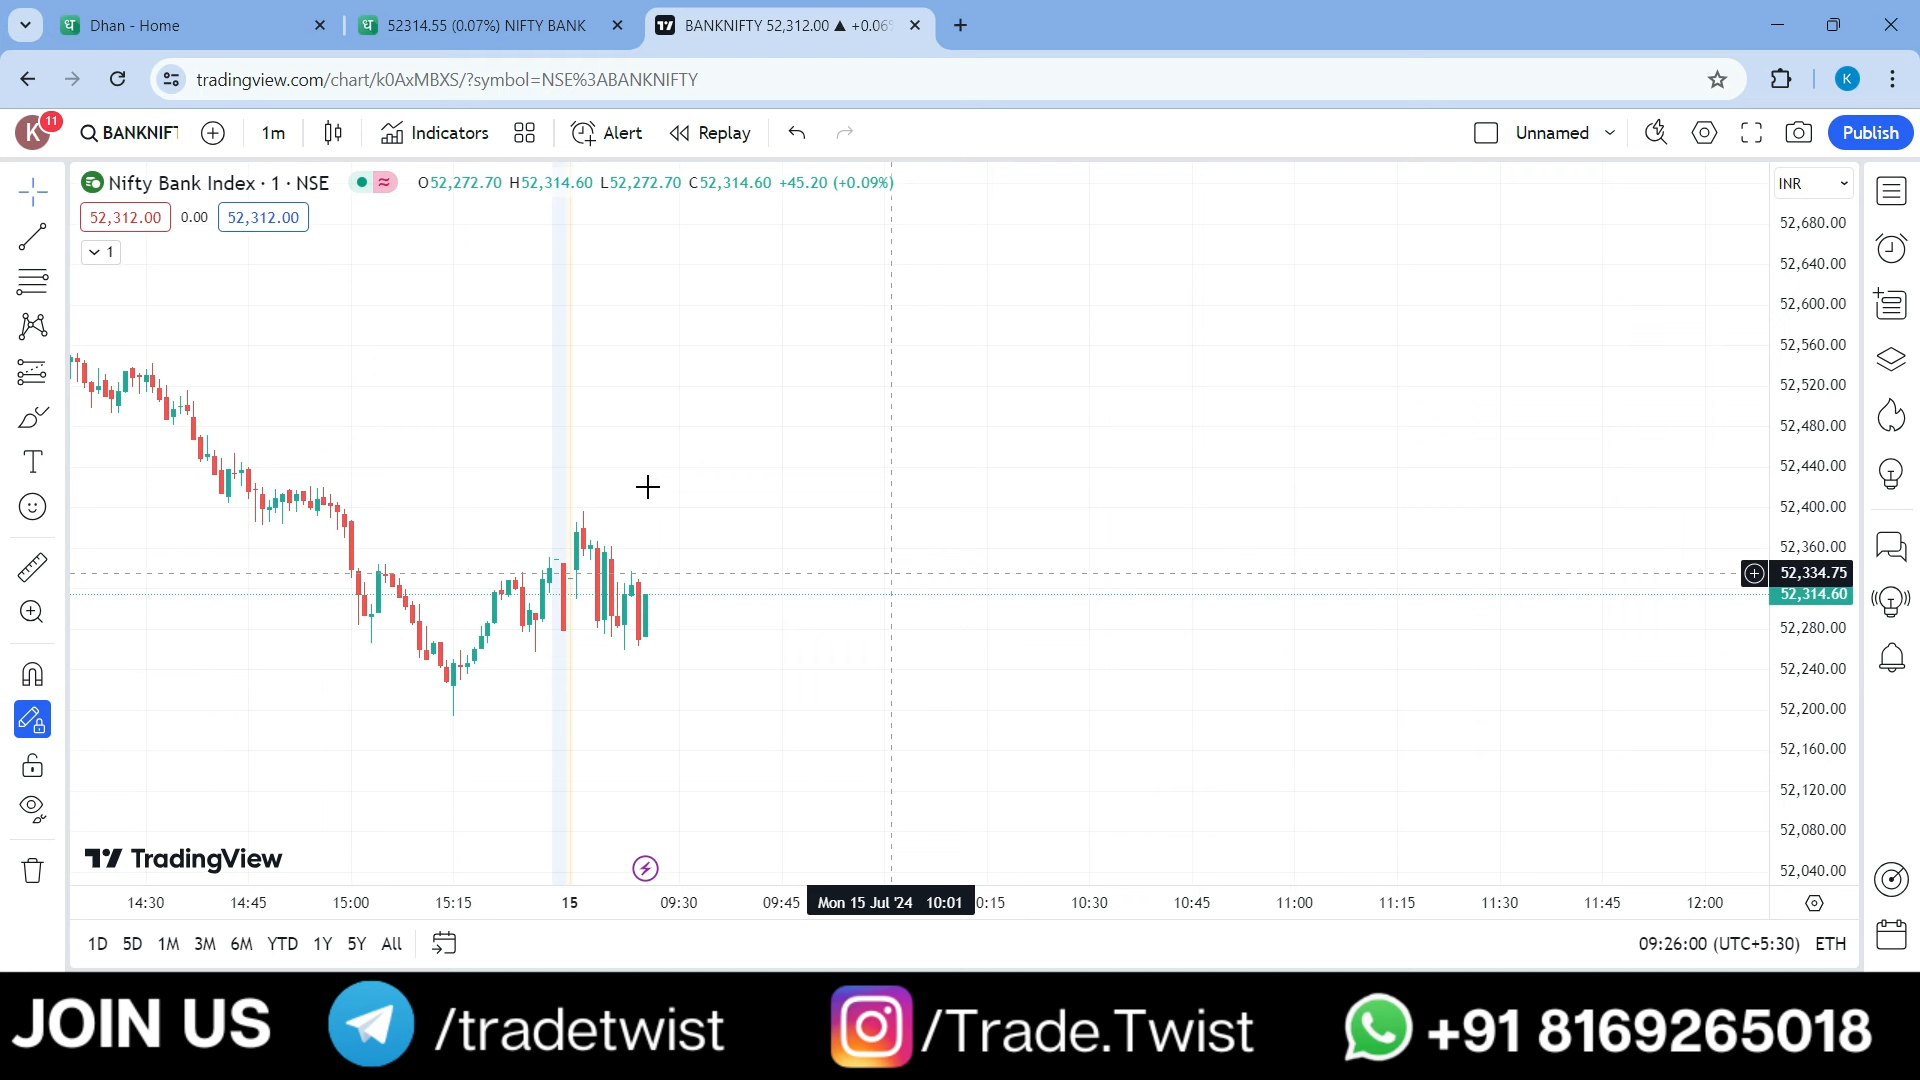 Dhan - Home
52314.55 (0.07%) NIFTY BANK
BANKNIFTY 52,312.00 ▲ +0.06
tradingview.com/chart/k0AxMBXS/?symbol=NSE%3ABANKNIFTY
K
K
11
BANKNIFT
1m
Indicators
Alert
Replay
Unnamed
Publish
Nifty Bank Index · 1 · NSE
O52,272.70 H52,314.60 L52,272.70 C52,314.60 +45.20 (+0.09%)
INR
52,312.00
0.00
52,312.00
1
52,680.00
52,640.00
52,600.00
52,560.00
52,520.00
52,480.00
52,440.00
52,400.00
52,360.00
52,334.75
52,314.60
52,280.00
52,240.00
52,200.00
52,160.00
52,120.00
52,080.00
52,040.00
TradingView
14:30
14:45
15:00
15:15
15
09:30
09:45
Mon 15 Jul '24 10:01
0:15
10:30
10:45
11:00
11:15
11:30
11:45
12:00
1D 5D 1M 3M 6M YTD 1Y 5Y All
09:26:00 (UTC+5:30) ETH
JOIN US
/tradetwist
/Trade.Twist
+91 8169265018